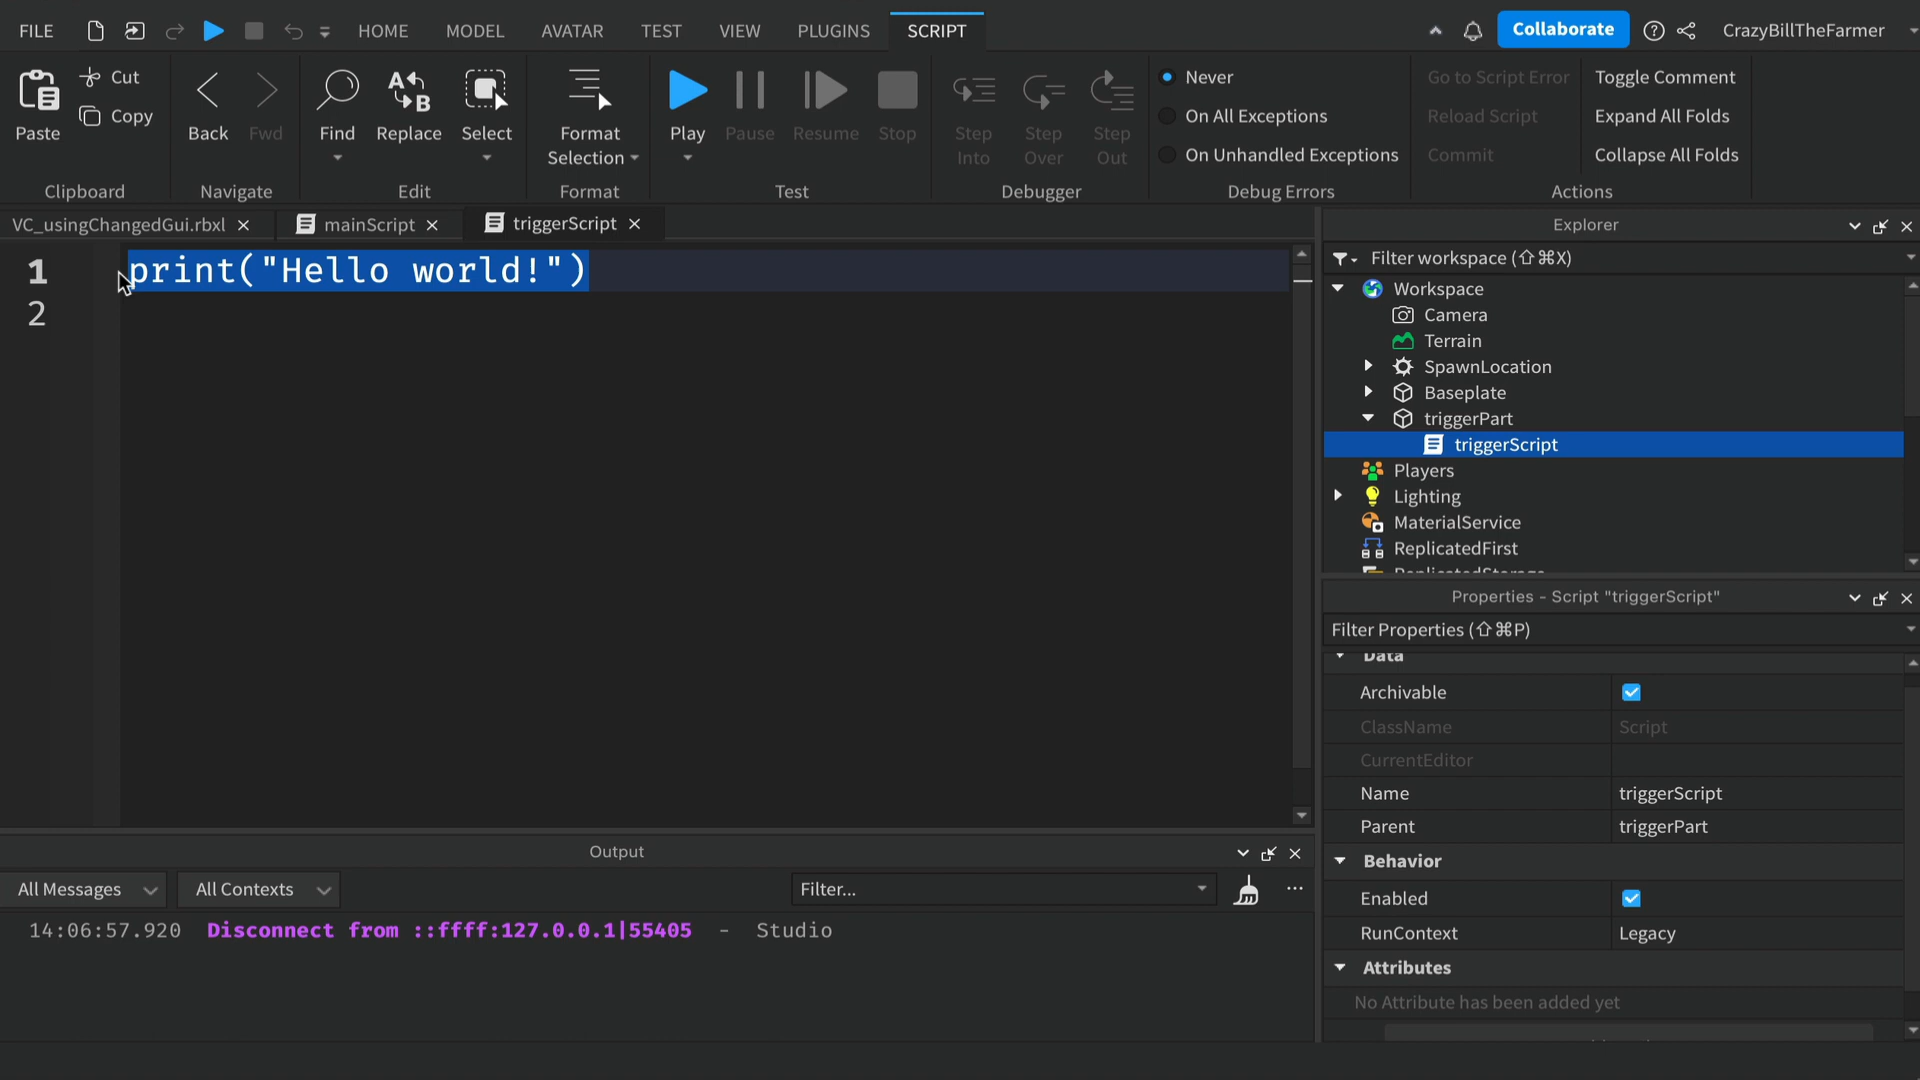 FILE HOME MODEL AVATAR TEST VIEW PLUGINS SCRIPT Collaborate CrazyBillTheFarmer
Paste Cut Copy
Clipboard
Back Fwd
Navigate
Find Replace Select
Edit
Format Selection
Format
Play Pause Resume Stop
Test
Step Into Step Over Step Out
Debugger
Never
On All Exceptions
On Unhandled Exceptions
Debug Errors
Go to Script Error
Reload Script
Commit
Toggle Comment
Expand All Folds
Collapse All Folds
Actions
VC_usingChangedGui.rbxl mainScript triggerScript
1 print("Hello world!")
2
Explorer
Filter workspace (⇧⌘X)
Workspace
Camera
Terrain
SpawnLocation
Baseplate
triggerPart
triggerScript
Players
Lighting
MaterialService
ReplicatedFirst
Properties - Script "triggerScript"
Filter Properties (⇧⌘P)
Data
Archivable
ClassName Script
CurrentEditor
Name triggerScript
Parent triggerPart
Behavior
Enabled
RunContext Legacy
Attributes
No Attribute has been added yet
Output
All Messages All Contexts Filter... ...
14:06:57.920 Disconnect from ::ffff:127.0.0.1|55405 - Studio